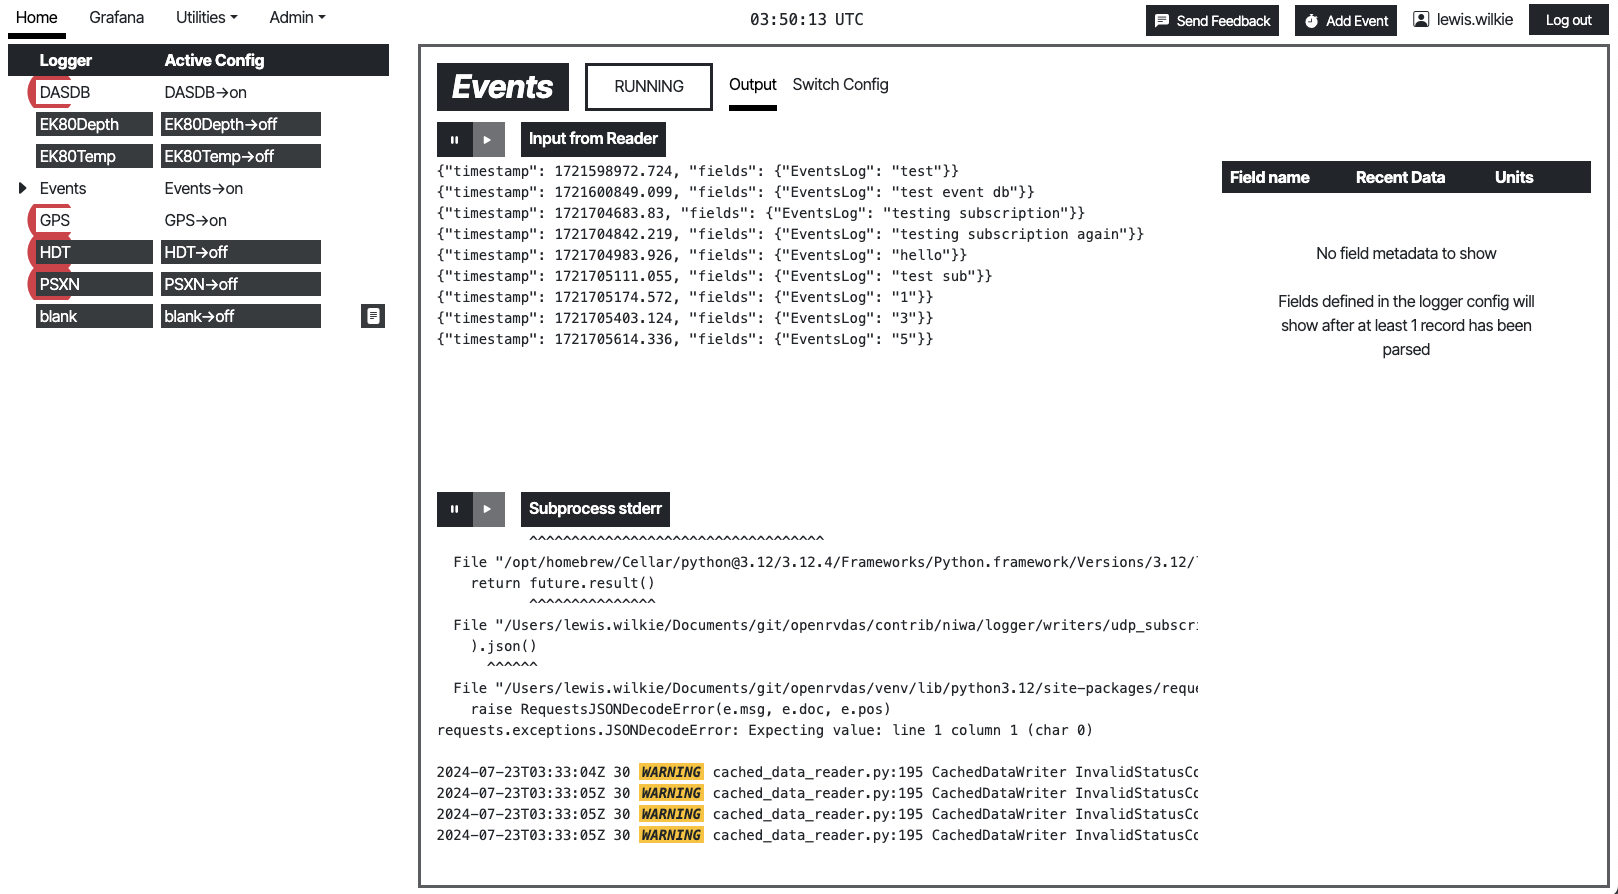 Home Grafana Utilities Admin 03:50:13 UTC Send Feedback Add Event lewis.wilkie Log out
Logger Active Config
DASDB DASDB→on
EK80Depth EK80Depth→off
EK80Temp EK80Temp→off
Events Events→on
GPS GPS→on
HDT HDT→off
PSXN PSXN→off
blank blank→off
Events RUNNING Output Switch Config
Input from Reader
{"timestamp": 1721598972.724, "fields": {"EventsLog": "test"}}
{"timestamp": 1721600849.099, "fields": {"EventsLog": "test event db"}}
{"timestamp": 1721704683.83, "fields": {"EventsLog": "testing subscription"}}
{"timestamp": 1721704842.219, "fields": {"EventsLog": "testing subscription again"}}
{"timestamp": 1721704983.926, "fields": {"EventsLog": "hello"}}
{"timestamp": 1721705111.055, "fields": {"EventsLog": "test sub"}}
{"timestamp": 1721705174.572, "fields": {"EventsLog": "1"}}
{"timestamp": 1721705403.124, "fields": {"EventsLog": "3"}}
{"timestamp": 1721705614.336, "fields": {"EventsLog": "5"}}
Field name Recent Data Units
No field metadata to show
Fields defined in the logger config will
show after at least 1 record has been
parsed
Subprocess stderr
^^^^^^^^^^^^^^^^^^^^^^^^^^^^^^^^^^^
File "/opt/homebrew/Cellar/python@3.12/3.12.4/Frameworks/Python.framework/Versions/3.12/
return future.result()
^^^^^^^^^^^^^^^
File "/Users/lewis.wilkie/Documents/git/openrvdas/contrib/niwa/logger/writers/udp_subscri
).json()
^^^^^^
File "/Users/lewis.wilkie/Documents/git/openrvdas/venv/lib/python3.12/site-packages/reque
raise RequestsJSONDecodeError(e.msg, e.doc, e.pos)
requests.exceptions.JSONDecodeError: Expecting value: line 1 column 1 (char 0)
2024-07-23T03:33:04Z 30 WARNING cached_data_reader.py:195 CachedDataWriter InvalidStatusCo
2024-07-23T03:33:05Z 30 WARNING cached_data_reader.py:195 CachedDataWriter InvalidStatusCo
2024-07-23T03:33:05Z 30 WARNING cached_data_reader.py:195 CachedDataWriter InvalidStatusCo
2024-07-23T03:33:05Z 30 WARNING cached_data_reader.py:195 CachedDataWriter InvalidStatusCo